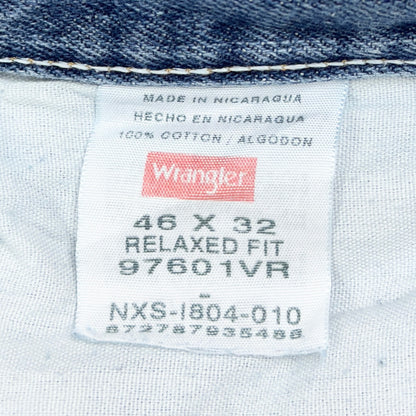 MADE IN NICARAGUA
HECHO EN NICARAGUA
100% COTTON / ALGODON
Wrangler
46 X 32
RELAXED FIT
97601VR
-
NXS-1804-010
872787935488